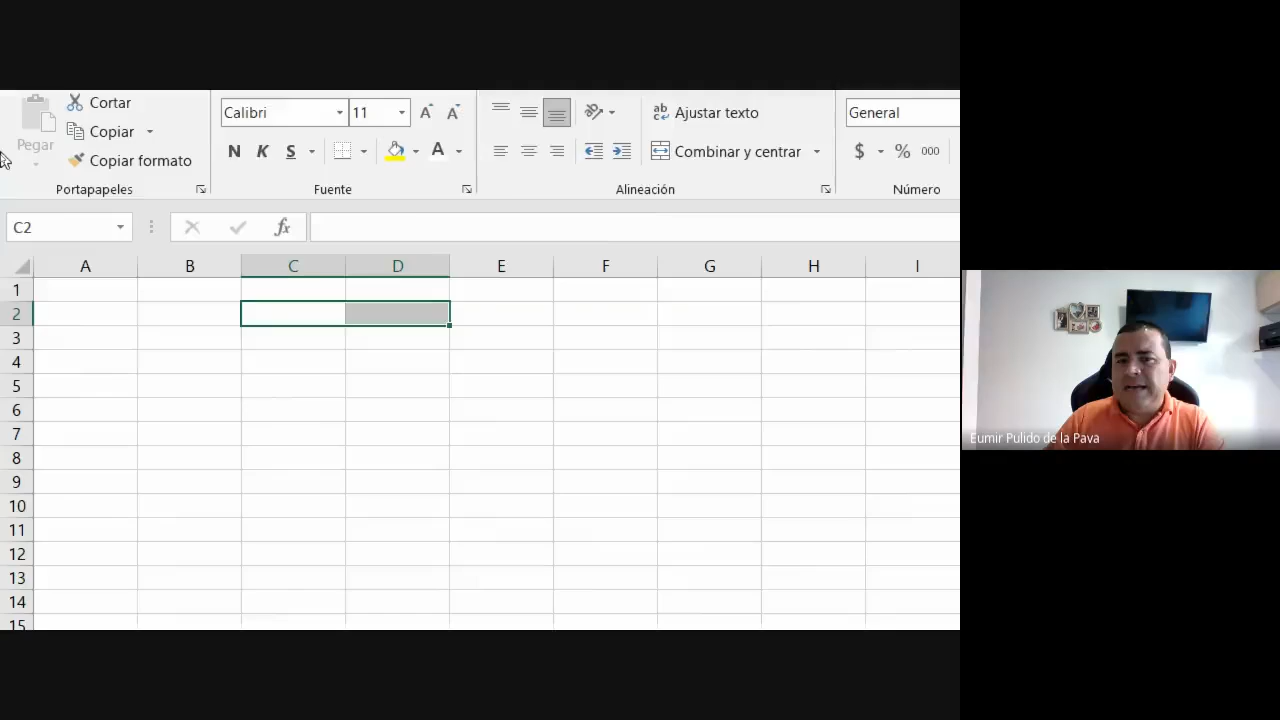 Cortar
Copiar
Copiar formato
Pegar
Portapapeles
Calibri 11 A A
N K S A
Fuente
ab Ajustar texto
Combinar y centrar
Alineación
General
$ % 000
Número
C2 fx
A B C D E F G H I
1
2
3
4
5
6
7
8
9
10
11
12
13
14
15
Eumir Pulido de la Pava